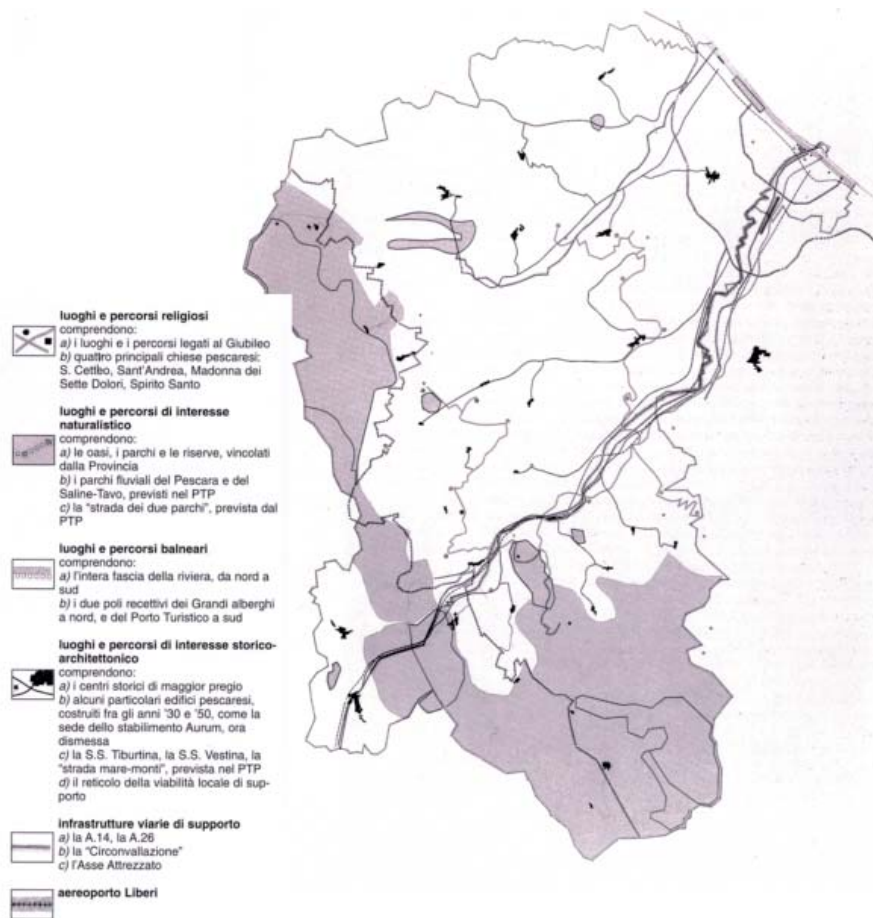 luoghi e percorsi religiosi
comprendono:
a) i luoghi e i percorsi legati al Giubileo
b) quattro principali chiese pescaresi:
S. Cetteo, Sant'Andrea, Madonna dei
Sette Dolori, Spirito Santo
luoghi e percorsi di interesse
naturalistico
comprendono:
a) le oasi, i parchi e le riserve, vincolati
dalla Provincia
b) i parchi fluviali del Pescara e del
Saline-Tavo, previsti nel PTP
c) la "strada dei due parchi", prevista dal
PTP
luoghi e percorsi balneari
comprendono:
a) l'intera fascia della riviera, da nord a
sud
b) i due poli recettivi dei Grandi alberghi
a nord, e del Porto Turistico a sud
luoghi e percorsi di interesse storico-
architettonico
comprendono:
a) i centri storici di maggior pregio
b) alcuni particolari edifici pescaresi,
costruiti fra gli anni '30 e '50, come la
sede dello stabilimento Aurum, ora
dismessa
c) la S.S. Tiburtina, la S.S. Vestina, la
"strada mare-monti", prevista nel PTP
d) il reticolo della viabilità locale di sup-
porto
infrastrutture viarie di supporto
a) la A.14, la A.26
b) la "Circonvallazione"
c) l'Asse Attrezzato
aereoporto Liberi